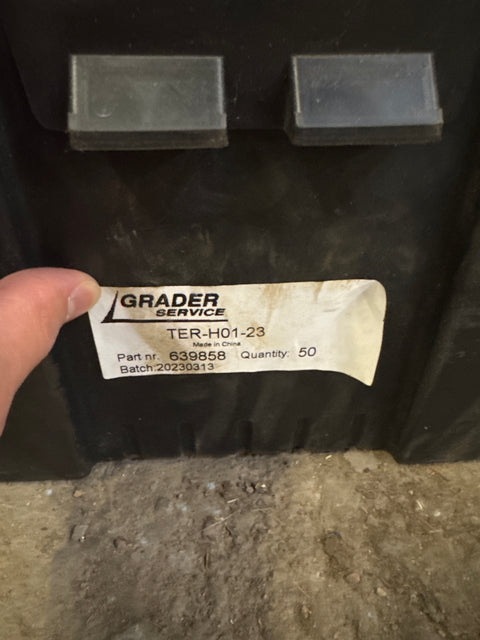 GRADER
SERVICE
TER-H01-23
Made in China
Part nr. 639858 Quantity: 50
Batch:20230313